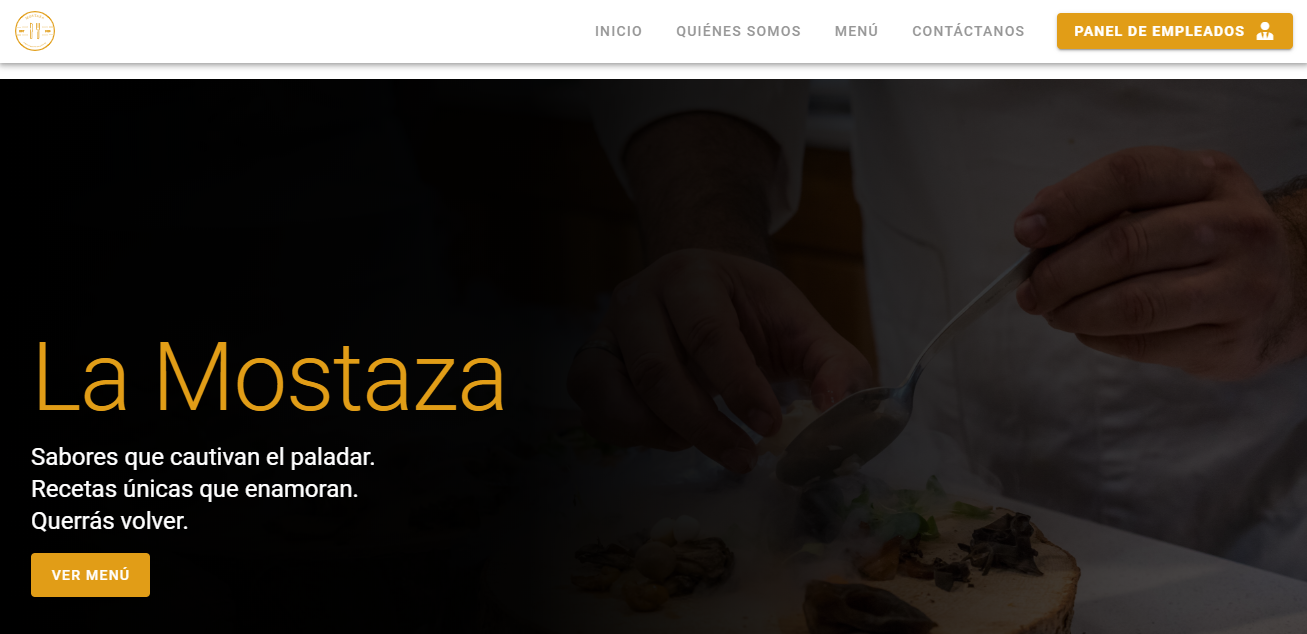 INICIO
QUIÉNES SOMOS
MENÚ
CONTÁCTANOS
PANEL DE EMPLEADOS
La Mostaza
Sabores que cautivan el paladar.
Recetas únicas que enamoran.
Querrás volver.
VER MENÚ